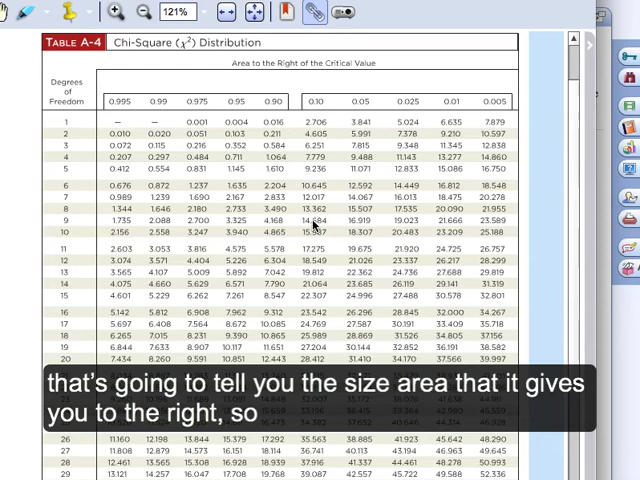 121%
TABLE A-4 Chi-Square (χ²) Distribution
Area to the Right of the Critical Value
Degrees
of
Freedom 0.995 0.99 0.975 0.95 0.90 0.10 0.05 0.025 0.01 0.005
1 — — 0.001 0.004 0.016 2.706 3.841 5.024 6.635 7.879
2 0.010 0.020 0.051 0.103 0.211 4.605 5.991 7.378 9.210 10.597
3 0.072 0.115 0.216 0.352 0.584 6.251 7.815 9.348 11.345 12.838
4 0.207 0.297 0.484 0.711 1.064 7.779 9.488 11.143 13.277 14.860
5 0.412 0.554 0.831 1.145 1.610 9.236 11.071 12.833 15.086 16.750
6 0.676 0.872 1.237 1.635 2.204 10.645 12.592 14.449 16.812 18.548
7 0.989 1.239 1.690 2.167 2.833 12.017 14.067 16.013 18.475 20.278
8 1.344 1.646 2.180 2.733 3.490 13.362 15.507 17.535 20.090 21.955
9 1.735 2.088 2.700 3.325 4.168 14.684 16.919 19.023 21.666 23.589
10 2.156 2.558 3.247 3.940 4.865 15.987 18.307 20.483 23.209 25.188
11 2.603 3.053 3.816 4.575 5.578 17.275 19.675 21.920 24.725 26.757
12 3.074 3.571 4.404 5.226 6.304 18.549 21.026 23.337 26.217 28.299
13 3.565 4.107 5.009 5.892 7.042 19.812 22.362 24.736 27.688 29.819
14 4.075 4.660 5.629 6.571 7.790 21.064 23.685 26.119 29.141 31.319
15 4.601 5.229 6.262 7.261 8.547 22.307 24.996 27.488 30.578 32.801
16 5.142 5.812 6.908 7.962 9.312 23.542 26.296 28.845 32.000 34.267
17 5.697 6.408 7.564 8.672 10.085 24.769 27.587 30.191 33.409 35.718
18 6.265 7.015 8.231 9.390 10.865 25.989 28.869 31.526 34.805 37.156
19 6.844 7.633 8.907 10.117 11.651 27.204 30.144 32.852 36.191 38.582
20 7.434 8.260 9.591 10.851 12.443 28.412 31.410 34.170 37.566 39.997
that's going to tell you the size area that it gives
you to the right, so
26 11.160 12.198 13.844 15.379 17.292 35.563 38.885 41.923 45.642 48.290
27 11.808 12.879 14.573 16.151 18.114 36.741 40.113 43.194 46.963 49.645
28 12.461 13.565 15.308 16.928 18.939 37.916 41.337 44.461 48.278 50.993
29 13.121 14.257 16.047 17.708 19.768 39.087 42.557 45.722 49.588 52.336